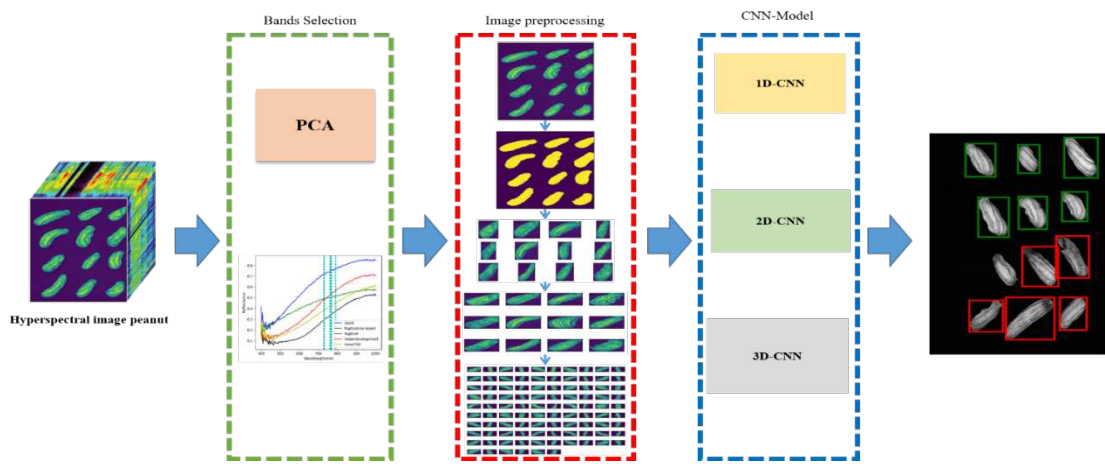 Bands Selection
Image preprocessing
CNN-Model
PCA
1D-CNN
2D-CNN
3D-CNN
Hyperspectral image peanut